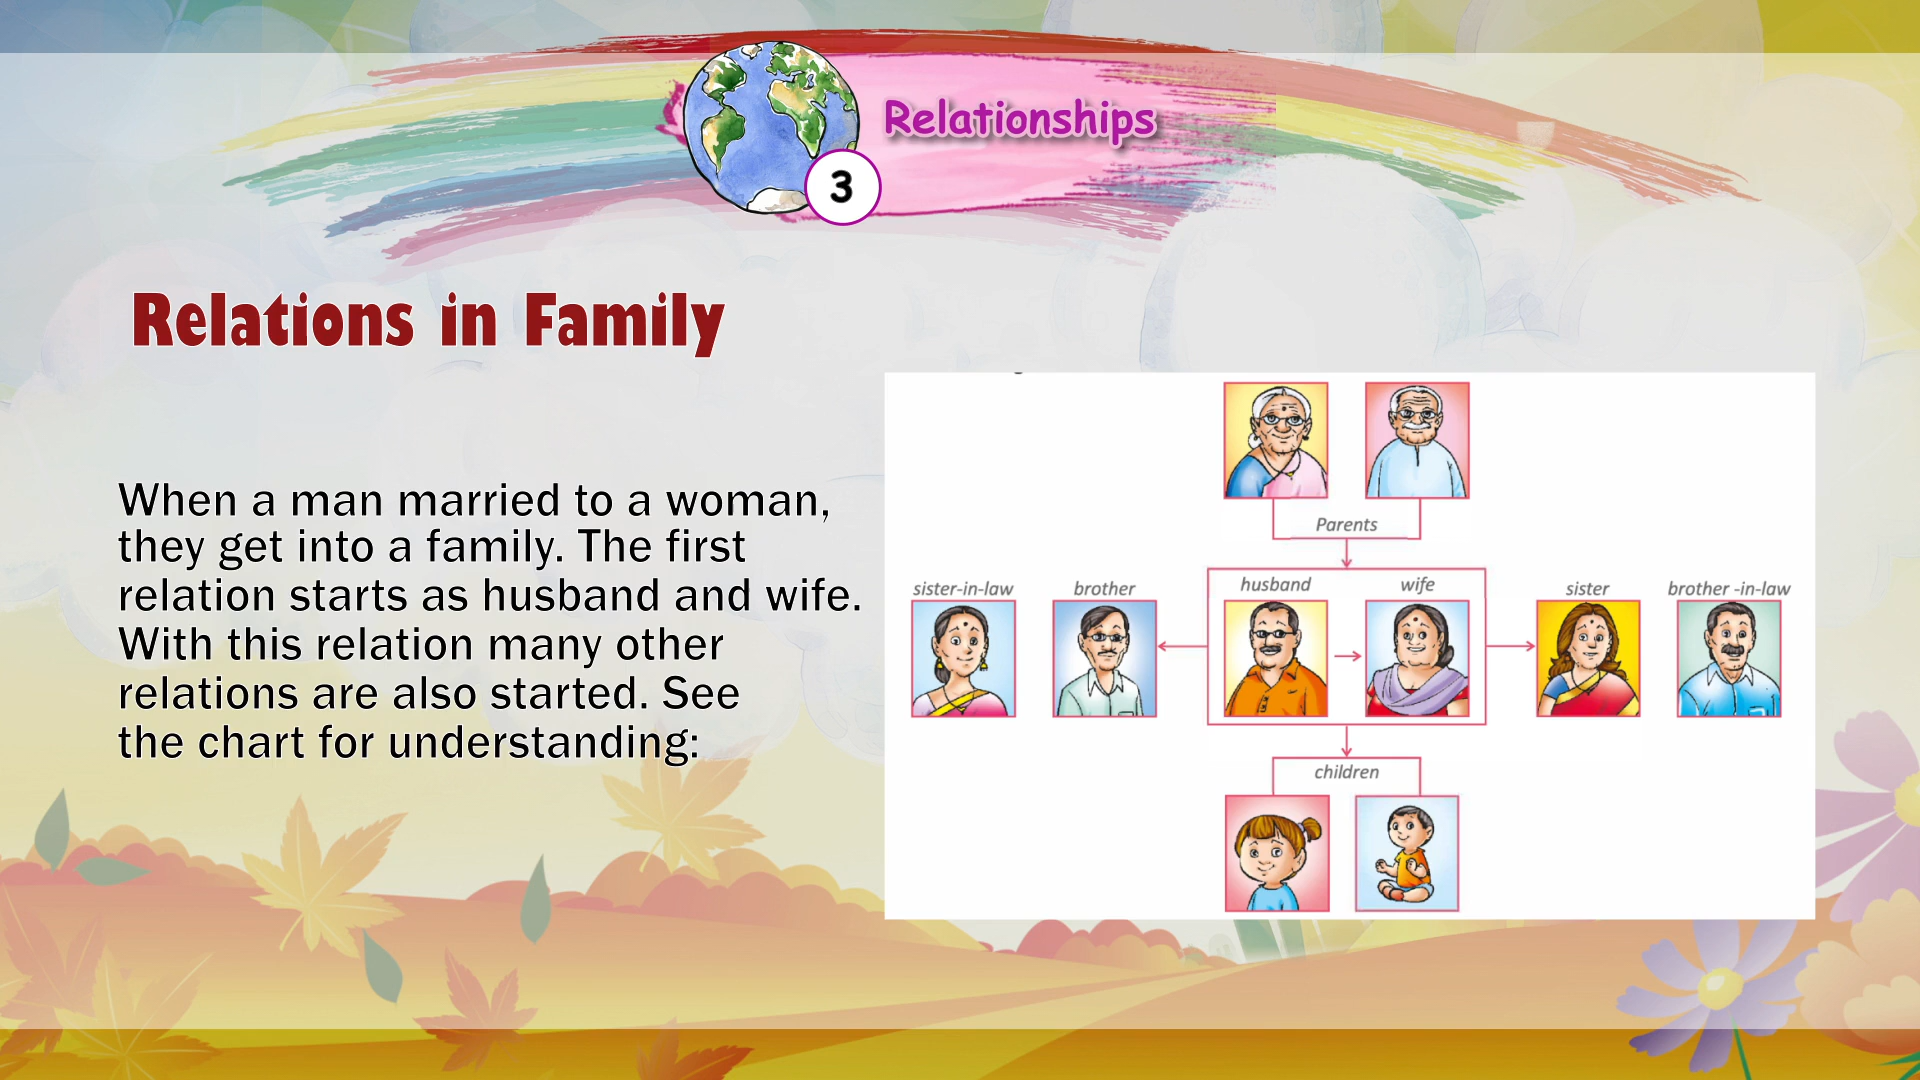 Relationships
3
Relations in Family
When a man married to a woman,
they get into a family. The first
relation starts as husband and wife.
With this relation many other
relations are also started. See
the chart for understanding:
Parents
sister-in-law
brother
husband
wife
sister
brother -in-law
children